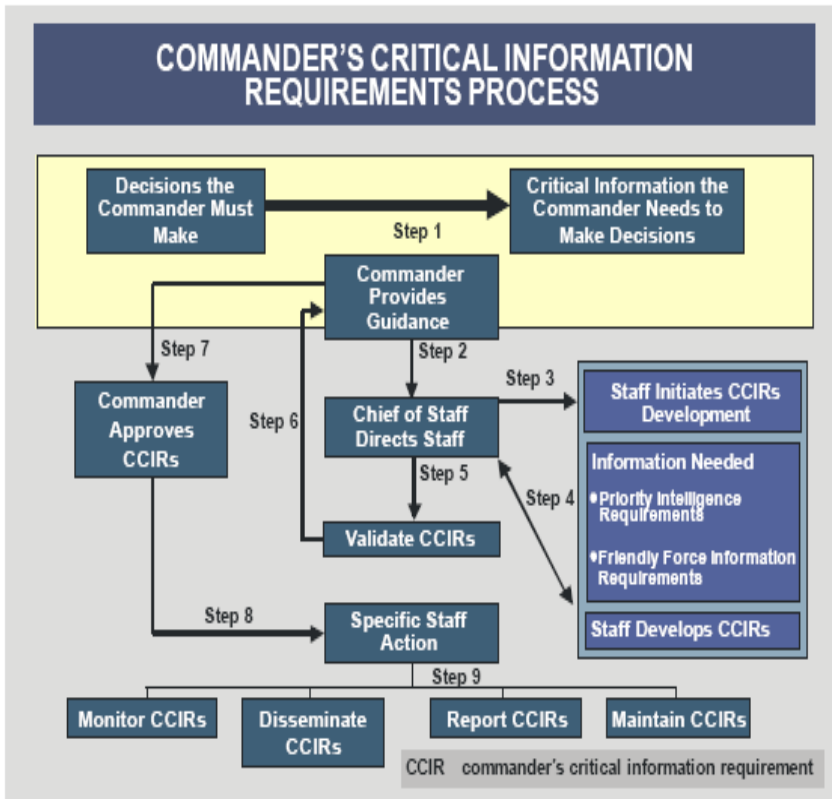 COMMANDER'S CRITICAL INFORMATION
REQUIREMENTS PROCESS
Decisions the
Commander Must
Make
Step 1
Critical Information the
Commander Needs to
Make Decisions
Commander
Provides
Guidance
Step 7
Step 2
Commander
Approves
CCIRs
Step 6
Chief of Staff
Directs Staff
Step 3
Staff Initiates CCIRs
Development
Step 5
Step 4
Information Needed
•Priority Intelligence
Requirements
•Friendly Force Information
Requirements
Validate CCIRs
Staff Develops CCIRs
Step 8
Specific Staff
Action
Step 9
Monitor CCIRs
Disseminate
CCIRs
Report CCIRs
Maintain CCIRs
CCIR commander's critical information requirement